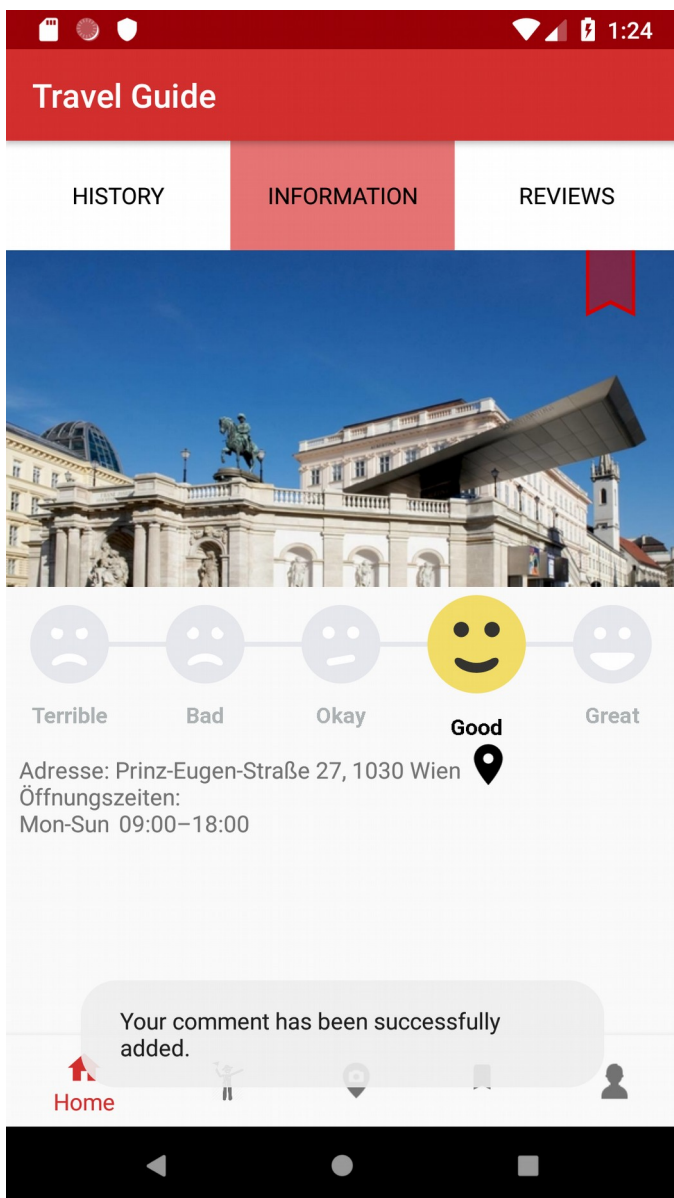 1:24
Travel Guide
HISTORY INFORMATION REVIEWS
Terrible Bad Okay Good Great
Adresse: Prinz-Eugen-Straße 27, 1030 Wien
Öffnungszeiten:
Mon-Sun 09:00–18:00
Your comment has been successfully
added.
Home